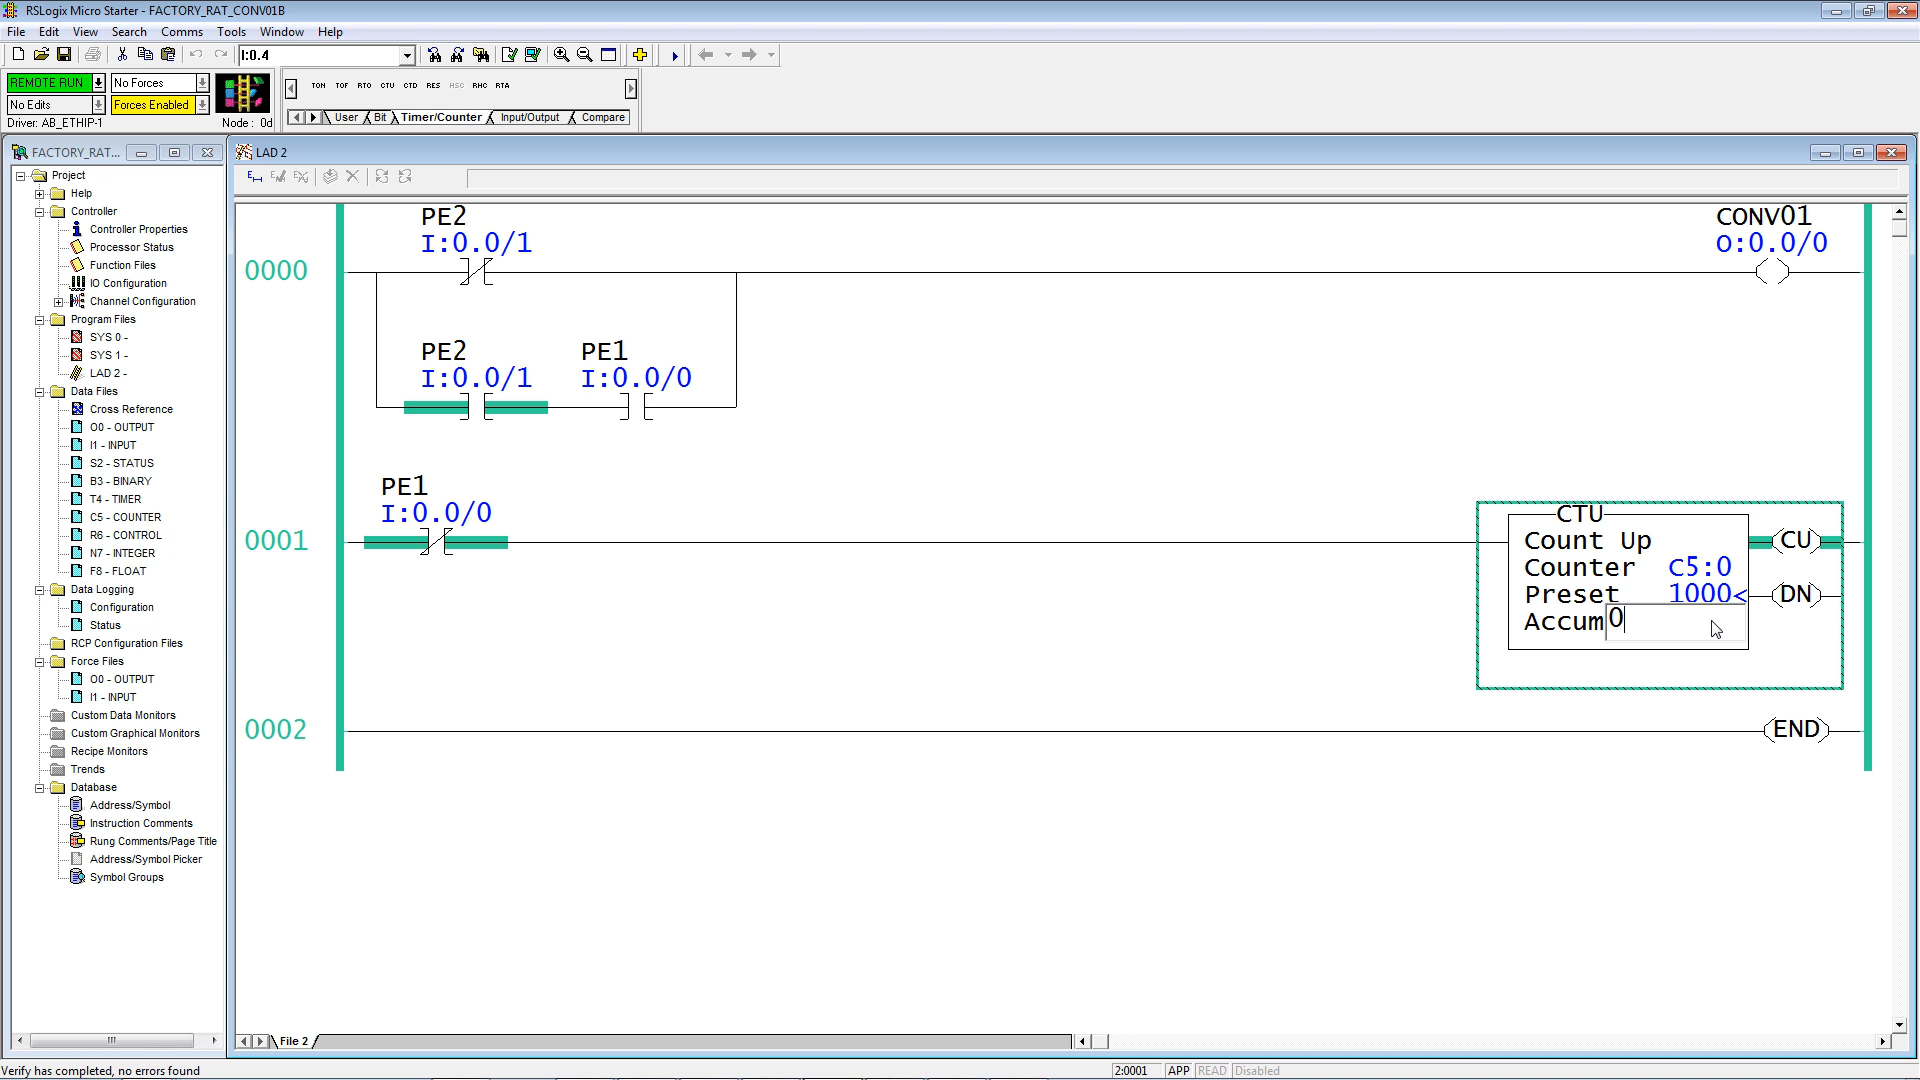 RSLogix Micro Starter - FACTORY_RAT_CONV01B
File Edit View Search Comms Tools Window Help
I:0.4
REMOTE RUN No Forces
No Edits Forces Enabled
Driver: AB_ETHIP-1 Node : 0d
TON TOF RTO CTU CTD RES HSC RHC RTA
User Bit Timer/Counter Input/Output Compare
FACTORY_RAT...
Project
Help
Controller
Controller Properties
Processor Status
Function Files
IO Configuration
Channel Configuration
Program Files
SYS 0 -
SYS 1 -
LAD 2 -
Data Files
Cross Reference
O0 - OUTPUT
I1 - INPUT
S2 - STATUS
B3 - BINARY
T4 - TIMER
C5 - COUNTER
R6 - CONTROL
N7 - INTEGER
F8 - FLOAT
Data Logging
Configuration
Status
RCP Configuration Files
Force Files
O0 - OUTPUT
I1 - INPUT
Custom Data Monitors
Custom Graphical Monitors
Recipe Monitors
Trends
Database
Address/Symbol
Instruction Comments
Rung Comments/Page Title
Address/Symbol Picker
Symbol Groups
LAD 2
PE2 CONV01
I:0.0/1 O:0.0/0
0000
PE2 PE1
I:0.0/1 I:0.0/0
PE1
I:0.0/0
0001
CTU
Count Up CU
Counter C5:0
Preset 1000< DN
Accum 0
0002 END
File 2
Verify has completed, no errors found
2:0001 APP READ Disabled